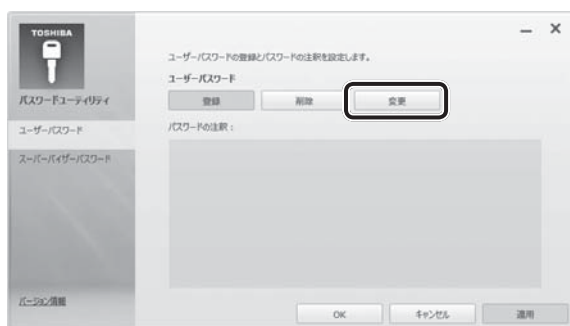 TOSHIBA
パスワードユーティリティ
ユーザーパスワード
スーパーバイザーパスワード
バージョン情報
ユーザーパスワードの登録とパスワードの注釈を設定します。
ユーザーパスワード
登録
削除
変更
パスワードの注釈：
OK
キャンセル
適用